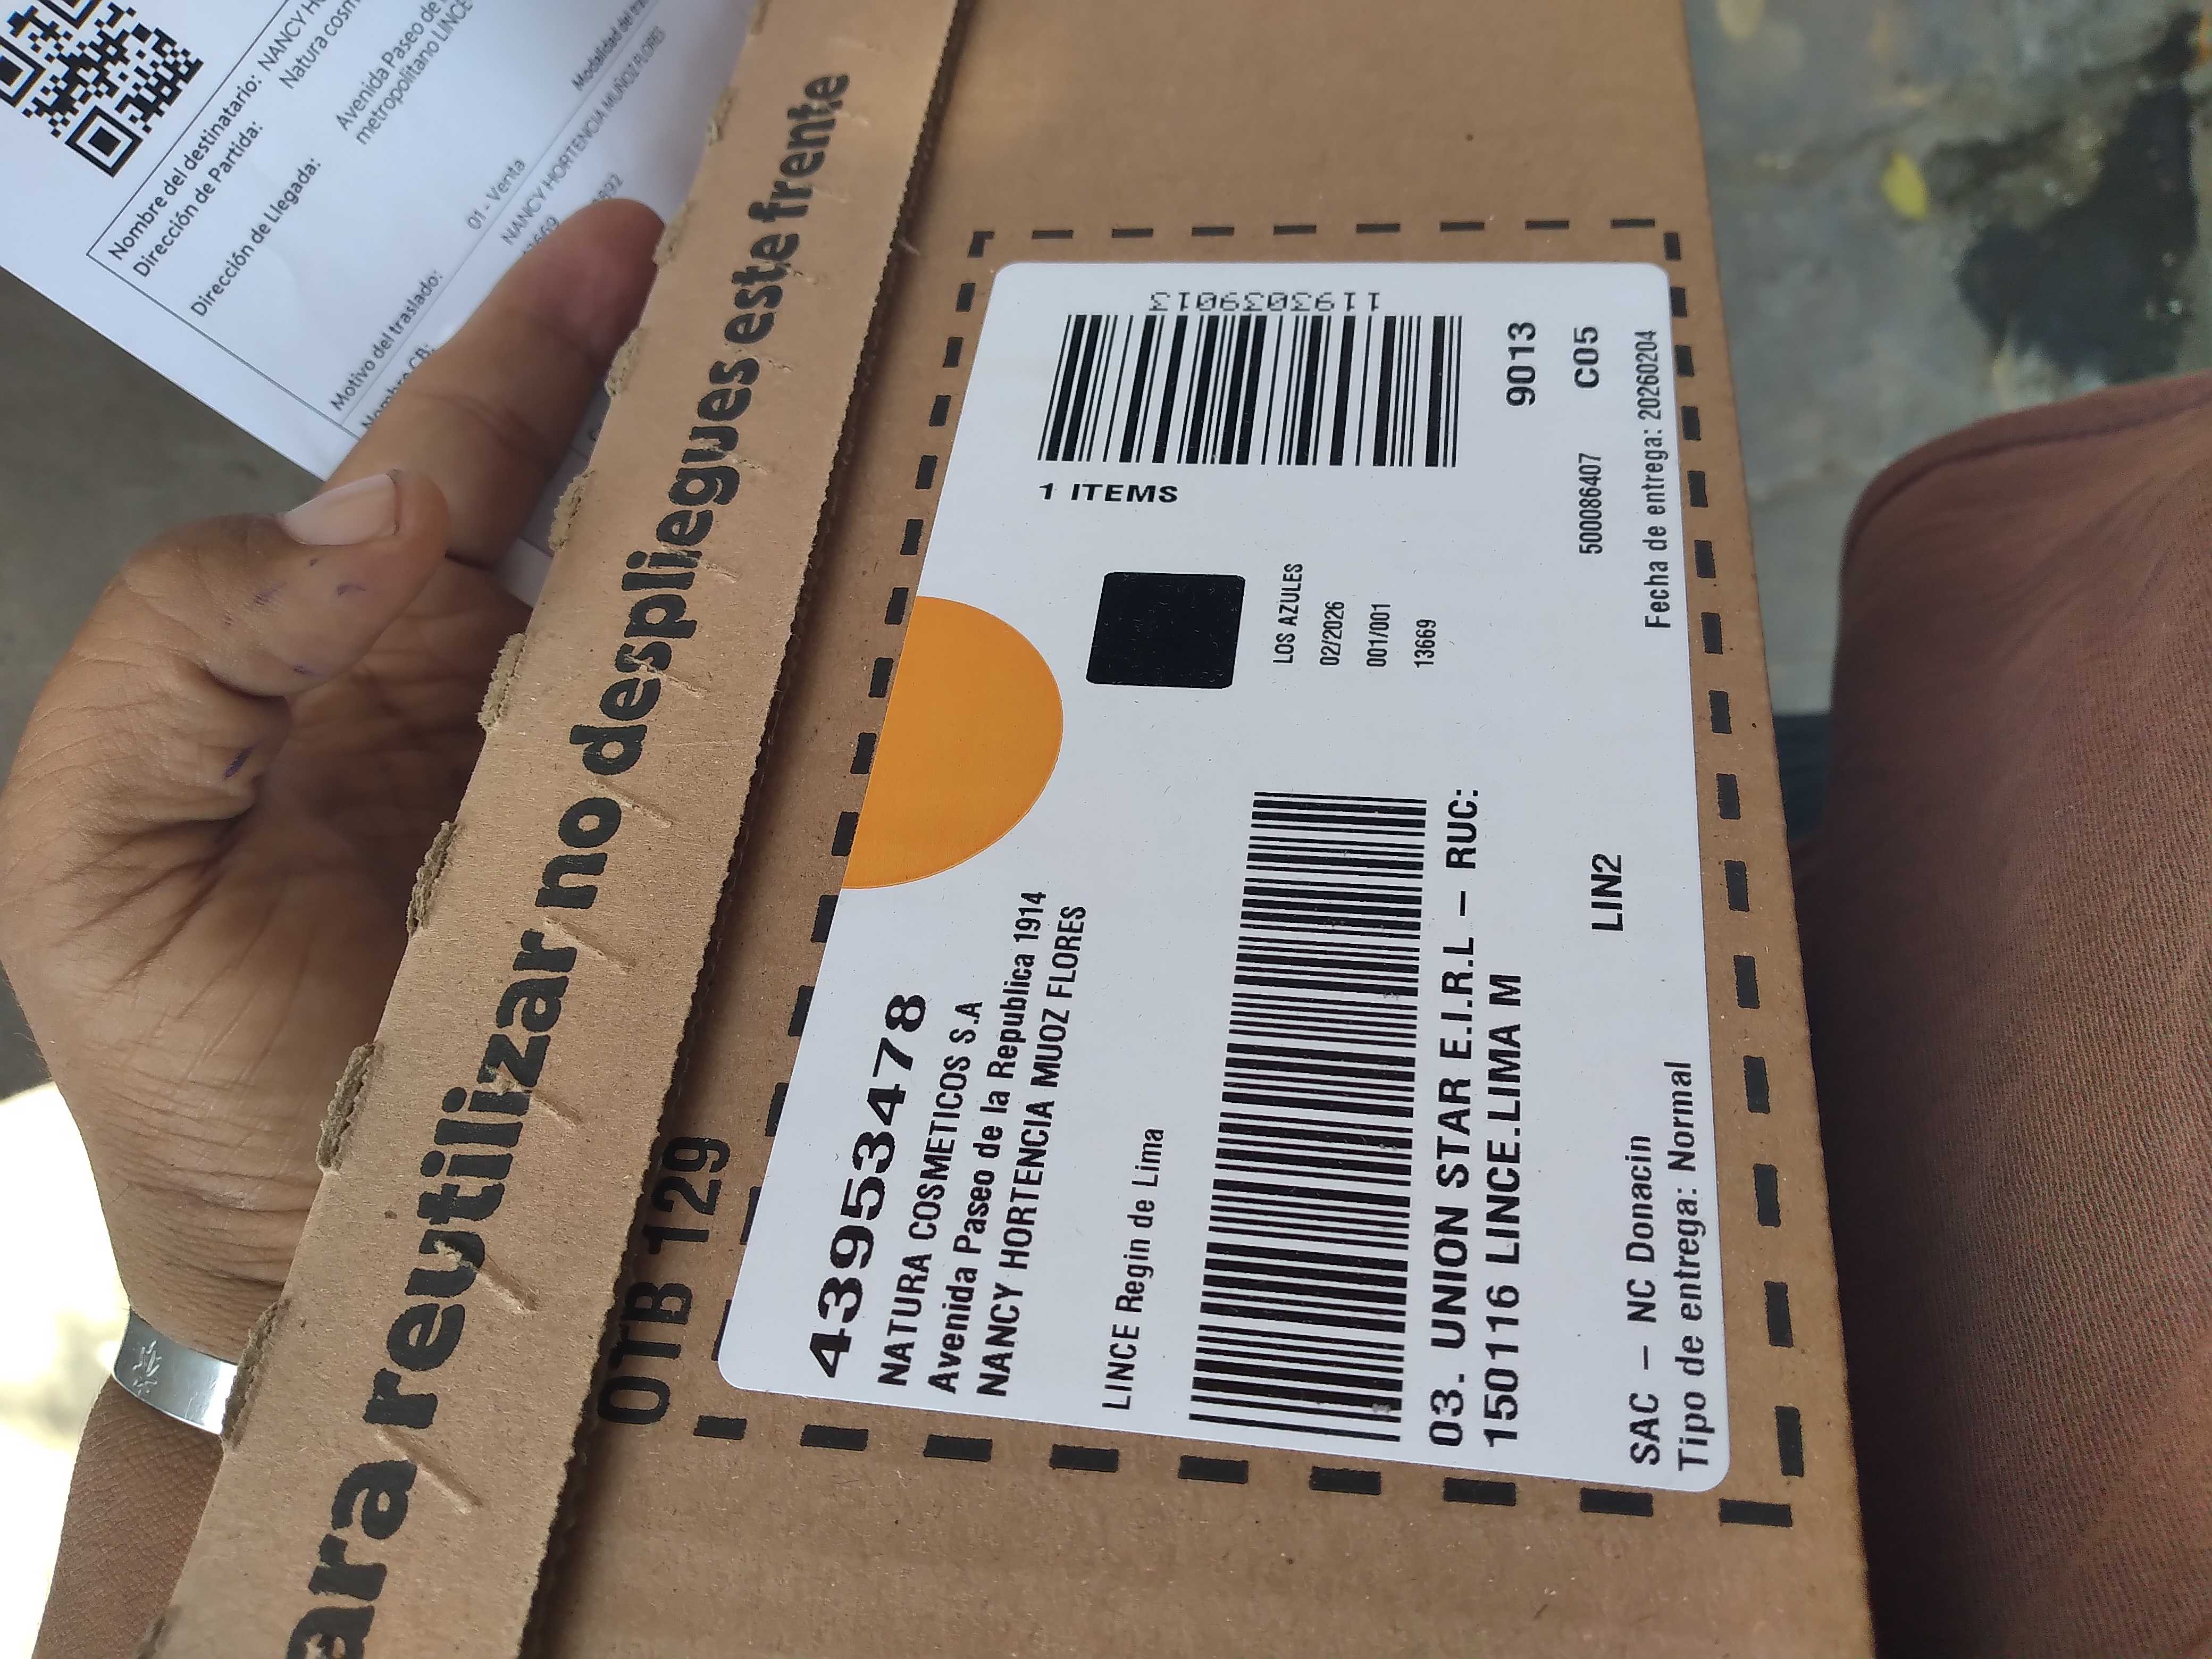 Nombre del destinatario: NANCY
Dirección de Partida: Natura
Dirección de Llegada: Avenida Paseo de
metropolitano LINCE
Motivo del traslado: 01 - Venta
Modalidad de
NANCY HORTENCIA MUÑOZ FLORES
reutilizar no despliegues este frente
OTB 129
439953478
NATURA COSMETICOS S.A
Avenida Paseo de la Republica 1914
NANCY HORTENCIA MUOZ FLORES
LINCE Regin de Lima
03. UNION STAR E.I.R.L – RUC:
150116 LINCE.LIMA M
LIN2
SAC – NC Donacin
Tipo de entrega: Normal
1193039013
1 ITEMS
LOS AZULES
02/2026
001/001
13669
9013
500086407 C05
Fecha de entrega: 20260204